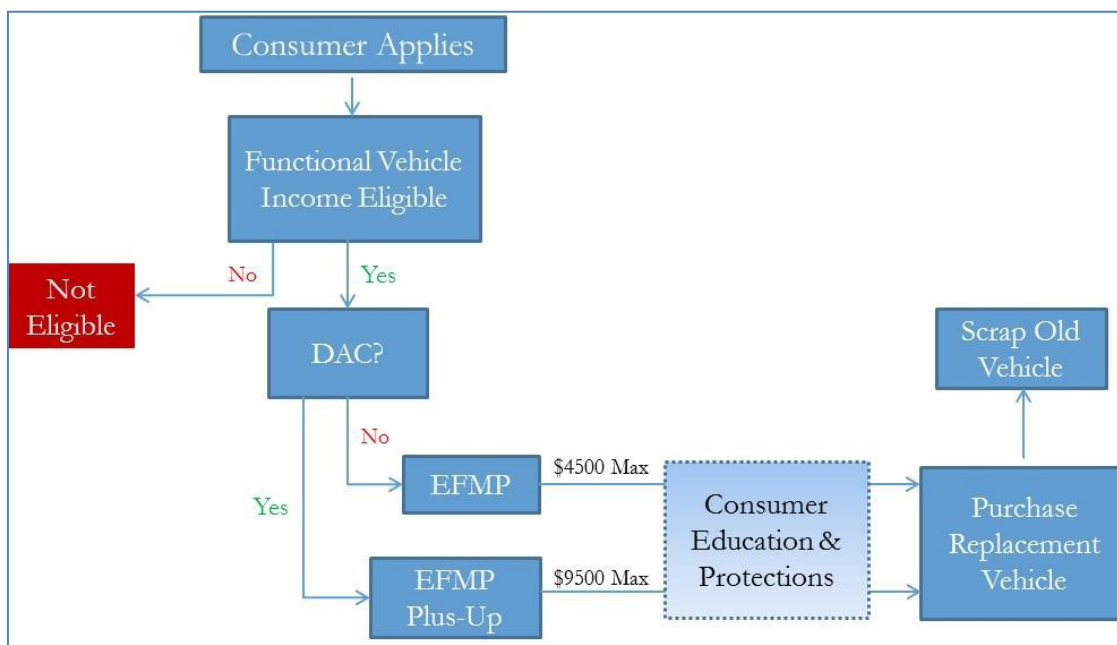 Consumer Applies
Functional Vehicle
Income Eligible
No
Yes
Not
Eligible
DAC?
Scrap Old
Vehicle
No
EFMP
$4500 Max
Yes
Consumer
Education &
Protections
Purchase
Replacement
Vehicle
EFMP
Plus-Up
$9500 Max